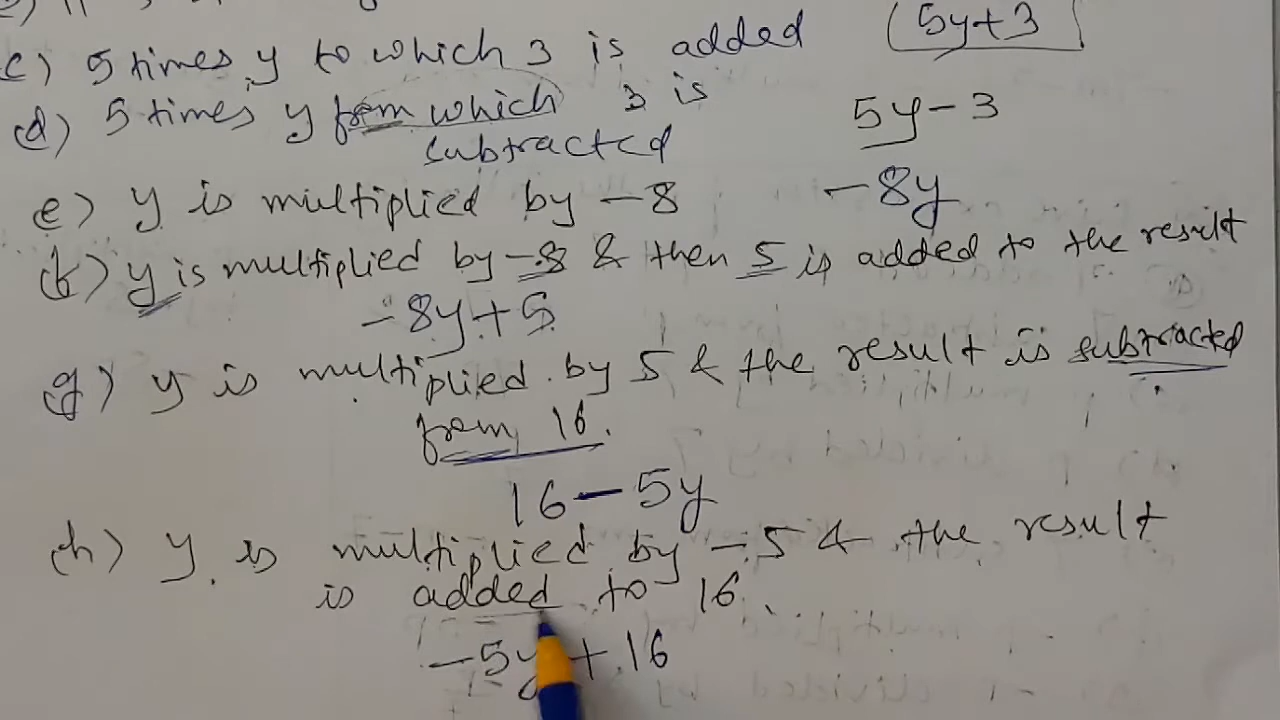 c) 5 times y to which 3 is added 5y+3
(d) 5 times y from which 3 is
subtracted 5y-3
(e) y is multiplied by -8 -8y
(f) y is multiplied by -8 & then 5 is added to the result
-8y+5
(g) y is multiplied by 5 & the result is subtracted
from 16.
16-5y
(h) y is multiplied by -5 & the result
is added to 16.
-5y+16